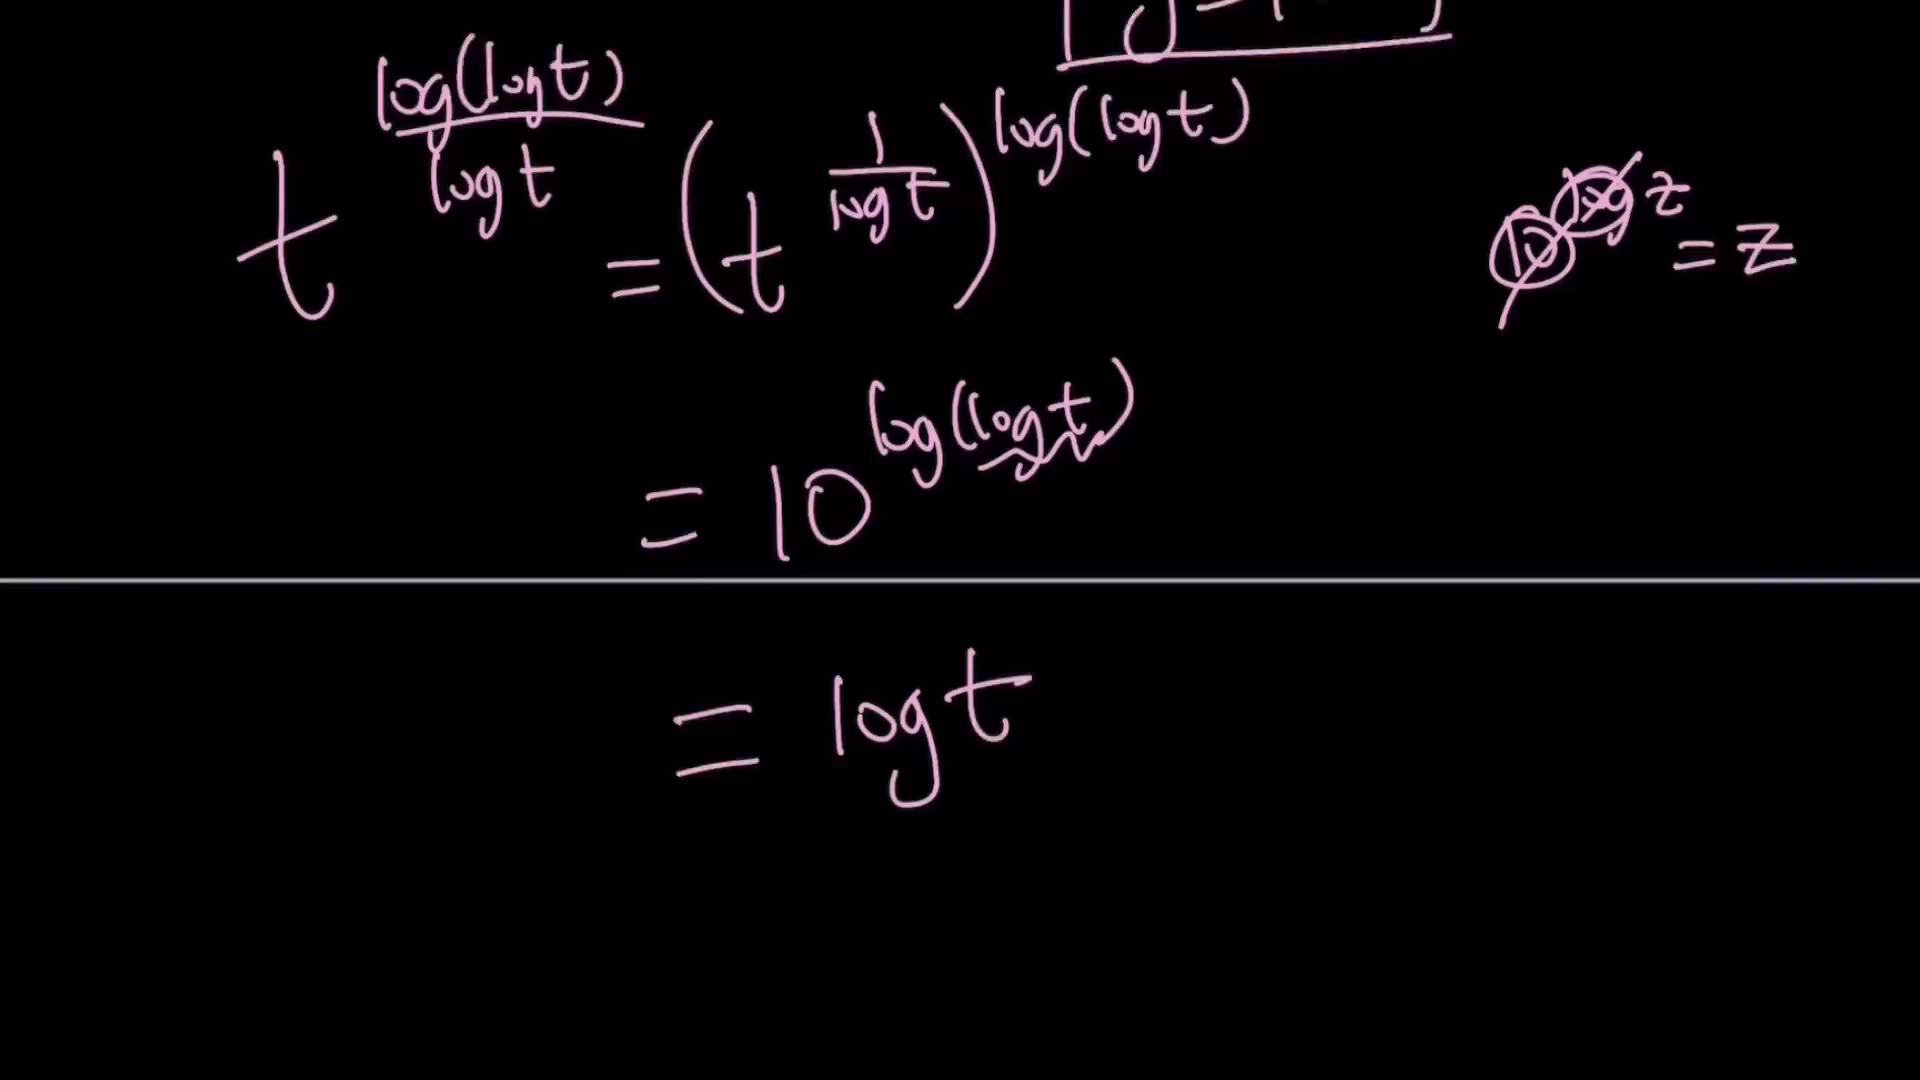 t^(log(log t)/log t) = (t^(1/log t))^(log(log t))
10^(log z) = z
= 10^(log(log t))
= log t